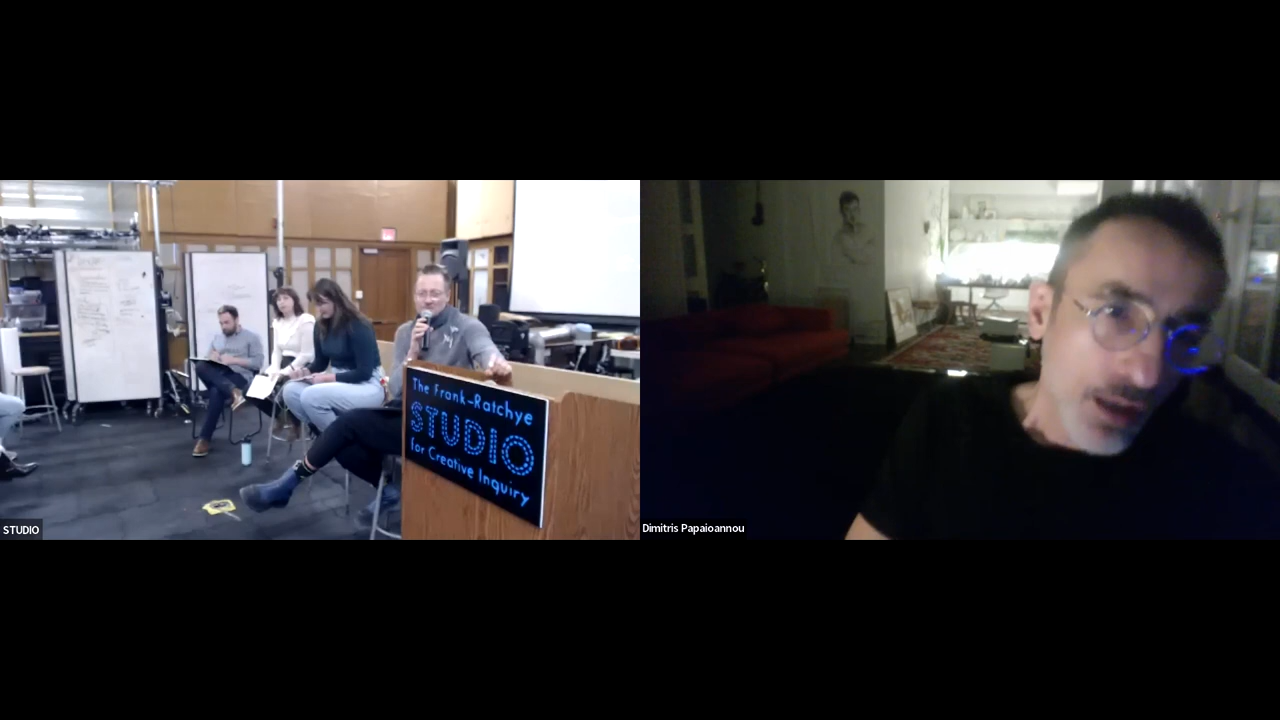 The Frank-Ratchye
STUDIO
for Creative Inquiry
STUDIO
Dimitris Papaioannou